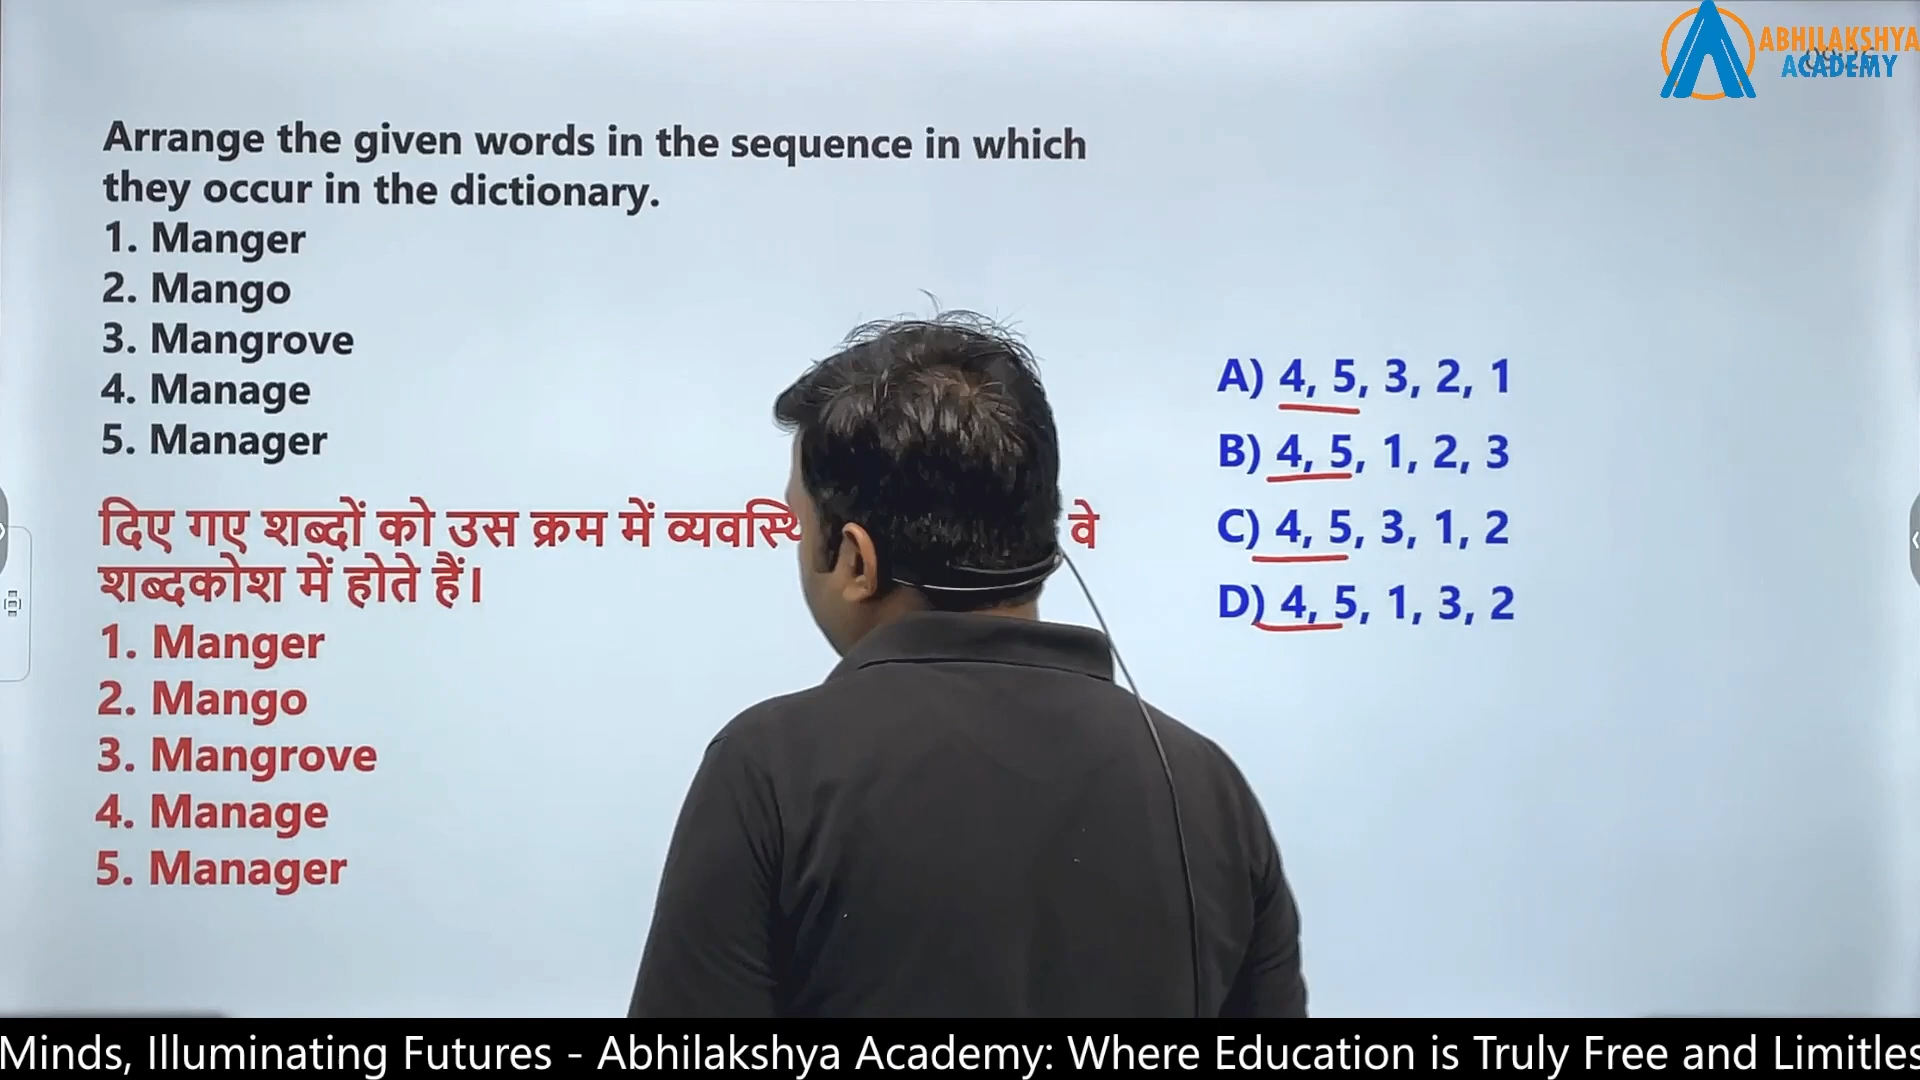 ABHILAKSHYA
ACADEMY
Arrange the given words in the sequence in which
they occur in the dictionary.
1. Manger
2. Mango
3. Mangrove
4. Manage
5. Manager
दिए गए शब्दों को उस क्रम में वे
शब्दकोश में होते हैं।
1. Manger
2. Mango
3. Mangrove
4. Manage
5. Manager
A) 4, 5, 3, 2, 1
B) 4, 5, 1, 2, 3
C) 4, 5, 3, 1, 2
D) 4, 5, 1, 3, 2
Minds, Illuminating Futures - Abhilakshya Academy: Where Education is Truly Free and Limitles